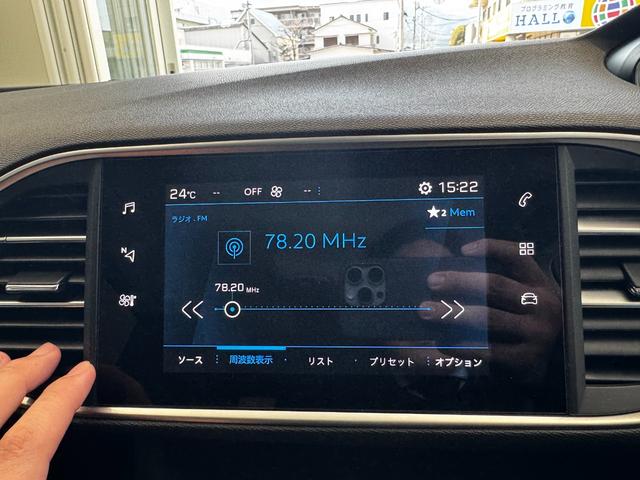 プログラミング教育
HALL
24℃ -- OFF -- 15:22
ラジオ、FM
★2 Mem
78.20 MHz
78.20 MHz
N
ソース 周波数表示 リスト プリセット オプション